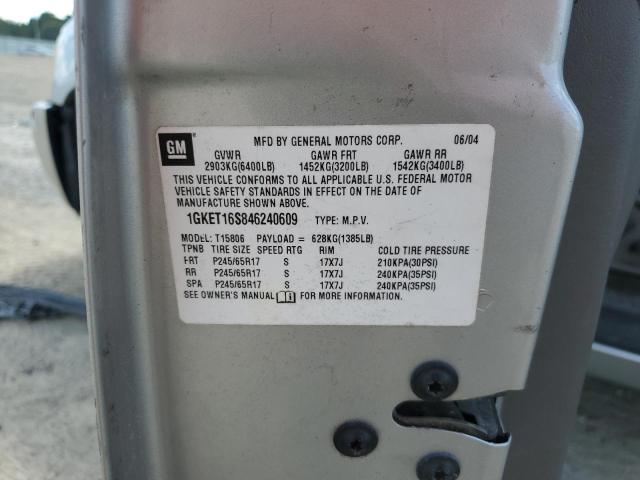 GM
MFD BY GENERAL MOTORS CORP. 06/04
GVWR GAWR FRT GAWR RR
2903KG(6400LB) 1452KG(3200LB) 1542KG(3400LB)
THIS VEHICLE CONFORMS TO ALL APPLICABLE U.S. FEDERAL MOTOR
VEHICLE SAFETY STANDARDS IN EFFECT ON THE DATE OF
MANUFACTURE SHOWN ABOVE.
1GKET16S846240609 TYPE: M.P.V.
MODEL: T15806 PAYLOAD = 628KG(1385LB)
TPNB TIRE SIZE SPEED RTG RIM COLD TIRE PRESSURE
FRT P245/65R17 S 17X7J 210KPA(30PSI)
RR P245/65R17 S 17X7J 240KPA(35PSI)
SPA P245/65R17 S 17X7J 240KPA(35PSI)
SEE OWNER'S MANUAL FOR MORE INFORMATION.